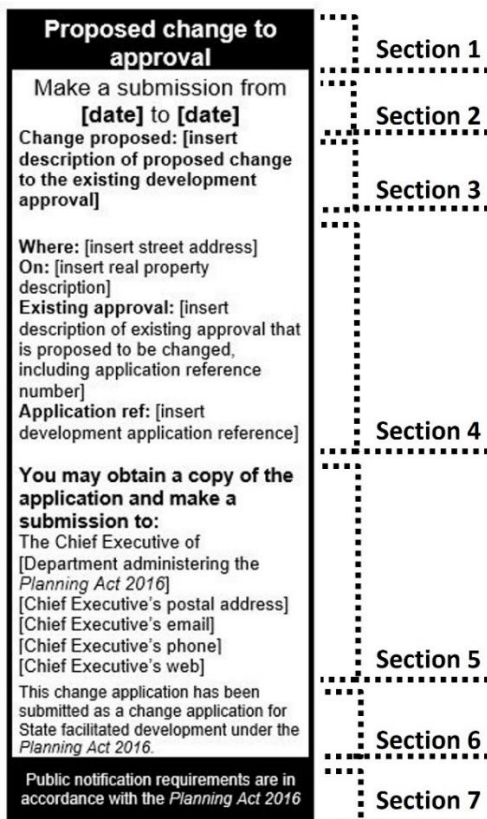 Proposed change to
approval
Make a submission from
[date] to [date]
Change proposed: [insert
description of proposed change
to the existing development
approval]
Where: [insert street address]
On: [insert real property
description]
Existing approval: [insert
description of existing approval that
is proposed to be changed,
including application reference
number]
Application ref: [insert
development application reference]
You may obtain a copy of the
application and make a
submission to:
The Chief Executive of
[Department administering the
Planning Act 2016]
[Chief Executive's postal address]
[Chief Executive's email]
[Chief Executive's phone]
[Chief Executive's web]
This change application has been
submitted as a change application for
State facilitated development under the
Planning Act 2016.
Public notification requirements are in
accordance with the Planning Act 2016
Section 1
Section 2
Section 3
Section 4
Section 5
Section 6
Section 7